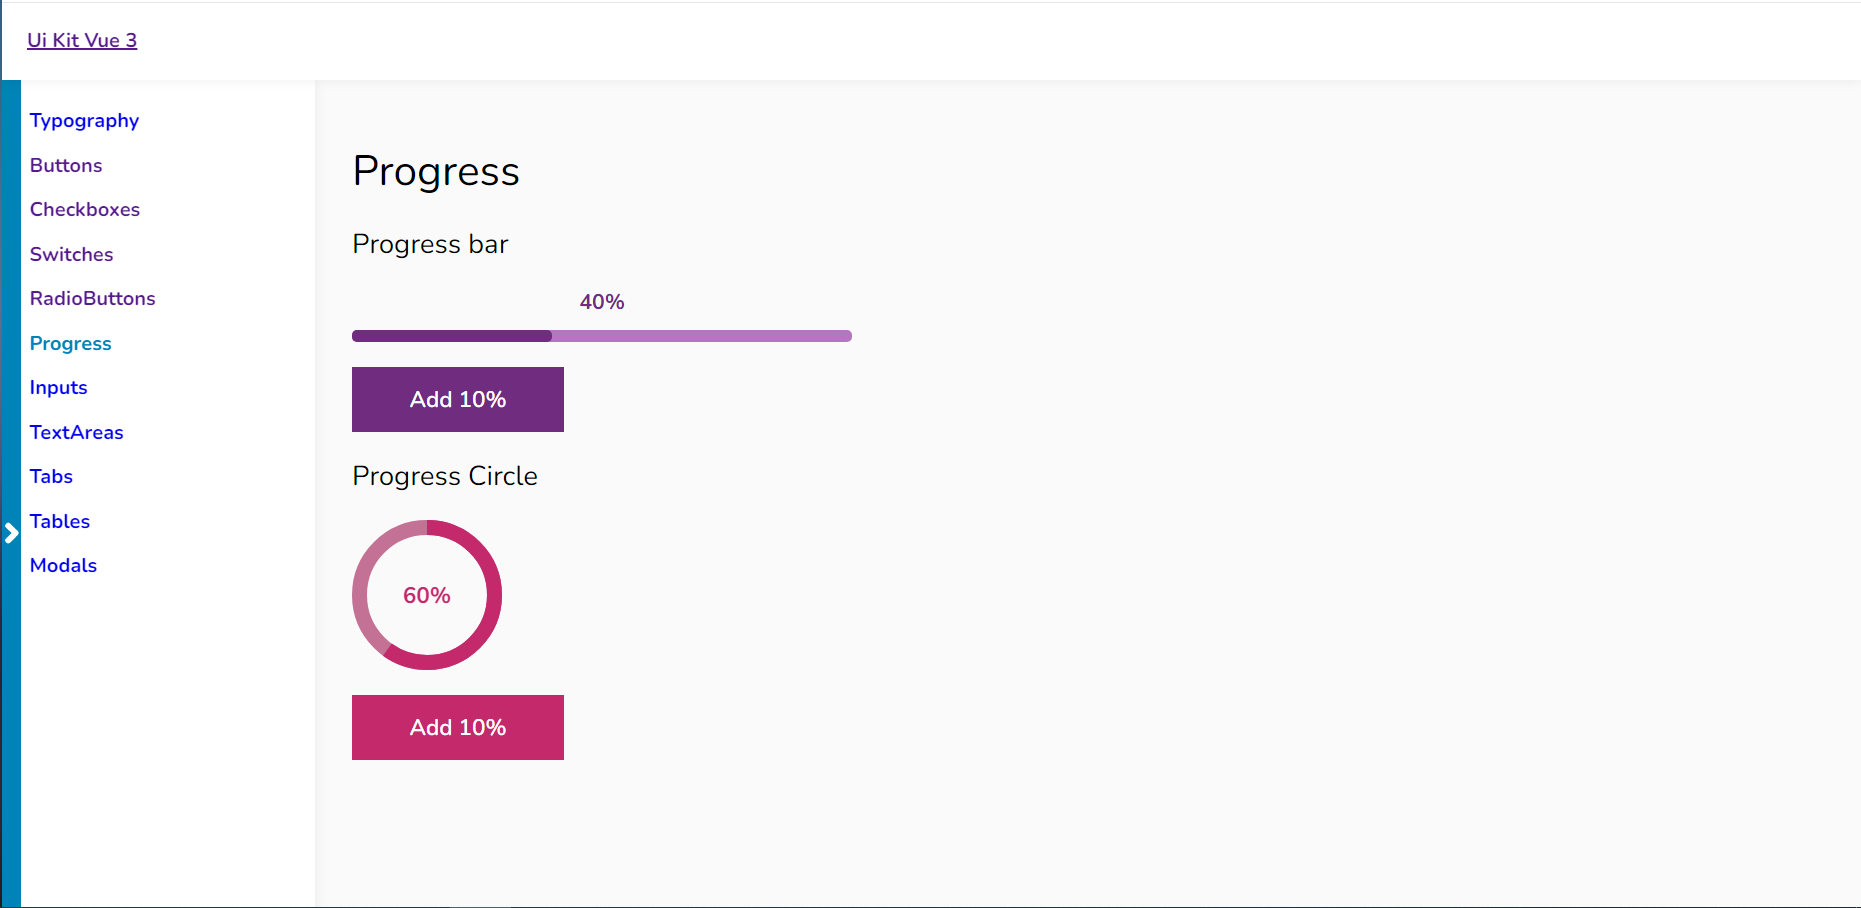 Ui Kit Vue 3
Typography
Buttons
Checkboxes
Switches
RadioButtons
Progress
Inputs
TextAreas
Tabs
Tables
Modals
Progress
Progress bar
40%
Add 10%
Progress Circle
60%
Add 10%